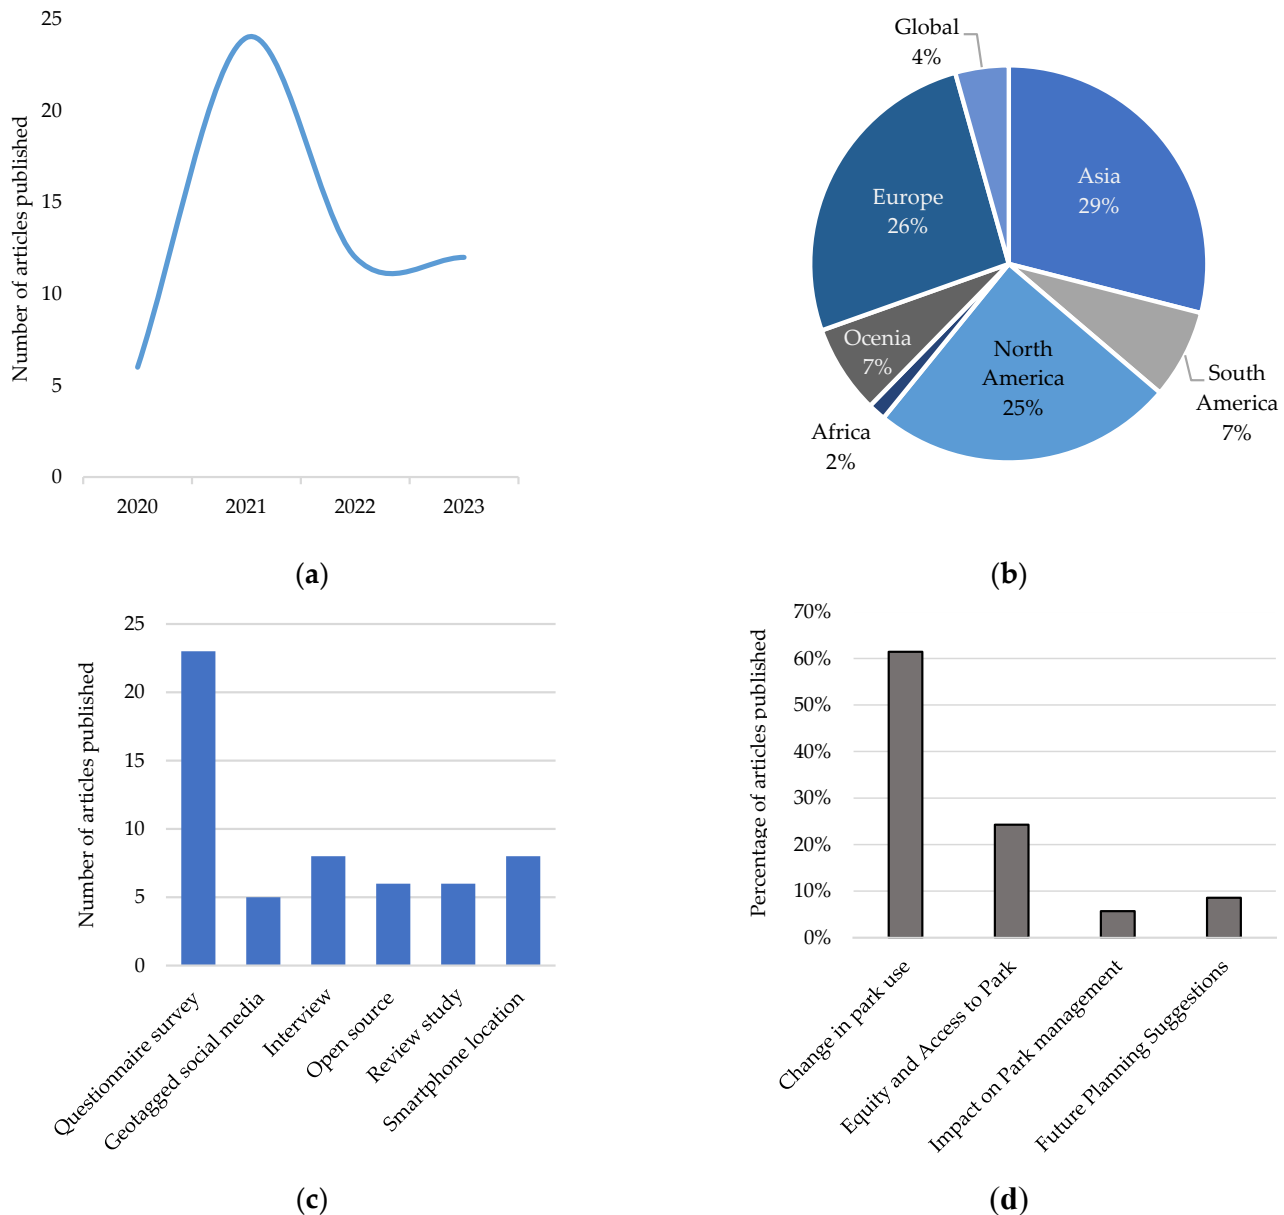 Number of articles published
25
20
15
10
5
0
2020
2021
2022
2023
(a)
Global
4%
Asia
29%
Europe
26%
Ocenia
7%
North
America
25%
South
America
7%
Africa
2%
(b)
Number of articles published
25
23
20
15
10
8
5
3
0
Questionnaire survey
Geotagged social media
Interview
Open source
Review study
Smartphone location
(c)
Percentage of articles published
70%
60%
50%
40%
30%
20%
10%
0%
Change in park use
Equity and Access to Park
Impact on Park management
Future Planning Suggestions
(d)